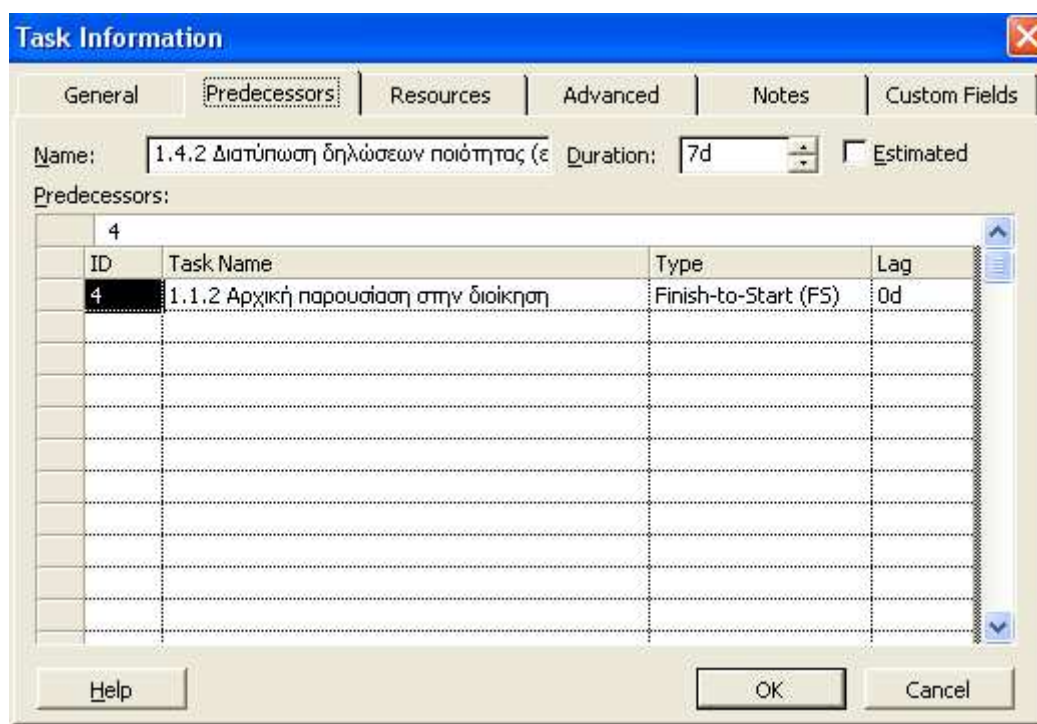 Task Information
General Predecessors Resources Advanced Notes Custom Fields
Name: 1.4.2 Διατύπωση δηλώσεων ποιότητας (ε Duration: 7d Estimated
Predecessors:
4
ID Task Name Type Lag
4 1.1.2 Αρχική παρουσίαση στην διοίκηση Finish-to-Start (FS) 0d
Help OK Cancel